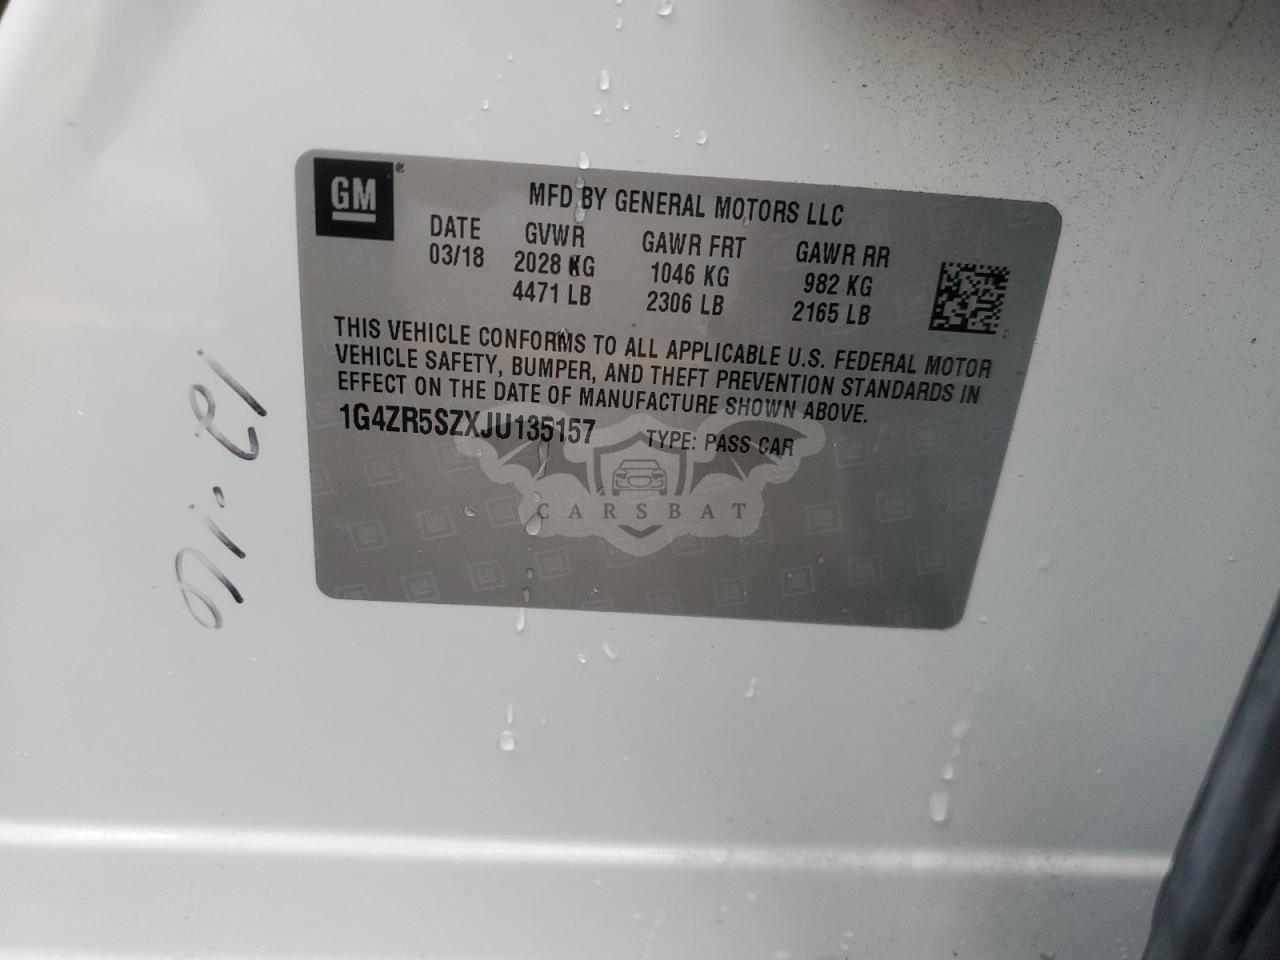 GM
MFD BY GENERAL MOTORS LLC
DATE GVWR GAWR FRT GAWR RR
03/18 2028 KG 1046 KG 982 KG
4471 LB 2306 LB 2165 LB
THIS VEHICLE CONFORMS TO ALL APPLICABLE U.S. FEDERAL MOTOR
VEHICLE SAFETY, BUMPER, AND THEFT PREVENTION STANDARDS IN
EFFECT ON THE DATE OF MANUFACTURE SHOWN ABOVE.
1G4ZR5SZXJU135157 TYPE: PASS CAR
CARSBAT